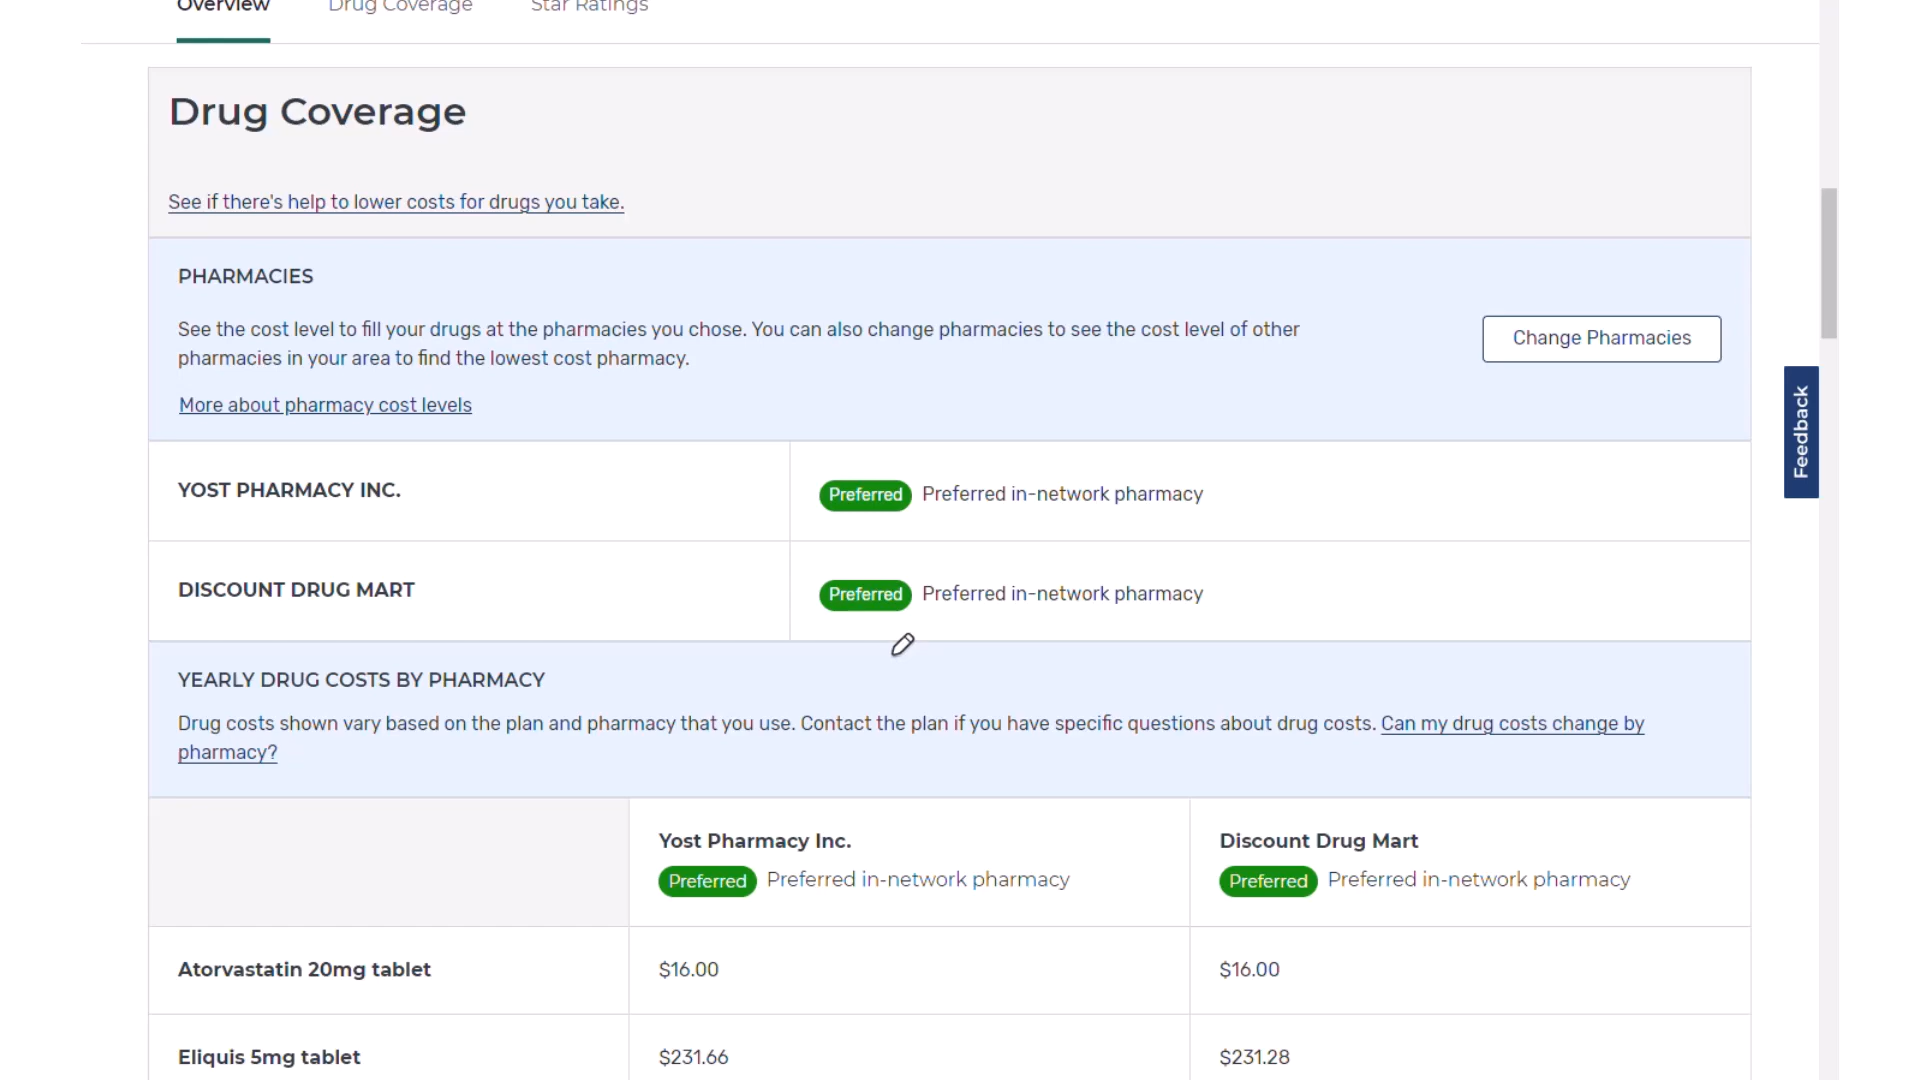 Overview Drug Coverage Star Ratings
Drug Coverage
See if there's help to lower costs for drugs you take.
PHARMACIES
See the cost level to fill your drugs at the pharmacies you chose. You can also change pharmacies to see the cost level of other
pharmacies in your area to find the lowest cost pharmacy.
Change Pharmacies
More about pharmacy cost levels
Feedback
YOST PHARMACY INC.
Preferred Preferred in-network pharmacy
DISCOUNT DRUG MART
Preferred Preferred in-network pharmacy
YEARLY DRUG COSTS BY PHARMACY
Drug costs shown vary based on the plan and pharmacy that you use. Contact the plan if you have specific questions about drug costs. Can my drug costs change by
pharmacy?
Yost Pharmacy Inc.
Preferred Preferred in-network pharmacy
Discount Drug Mart
Preferred Preferred in-network pharmacy
Atorvastatin 20mg tablet $16.00 $16.00
Eliquis 5mg tablet $231.66 $231.28